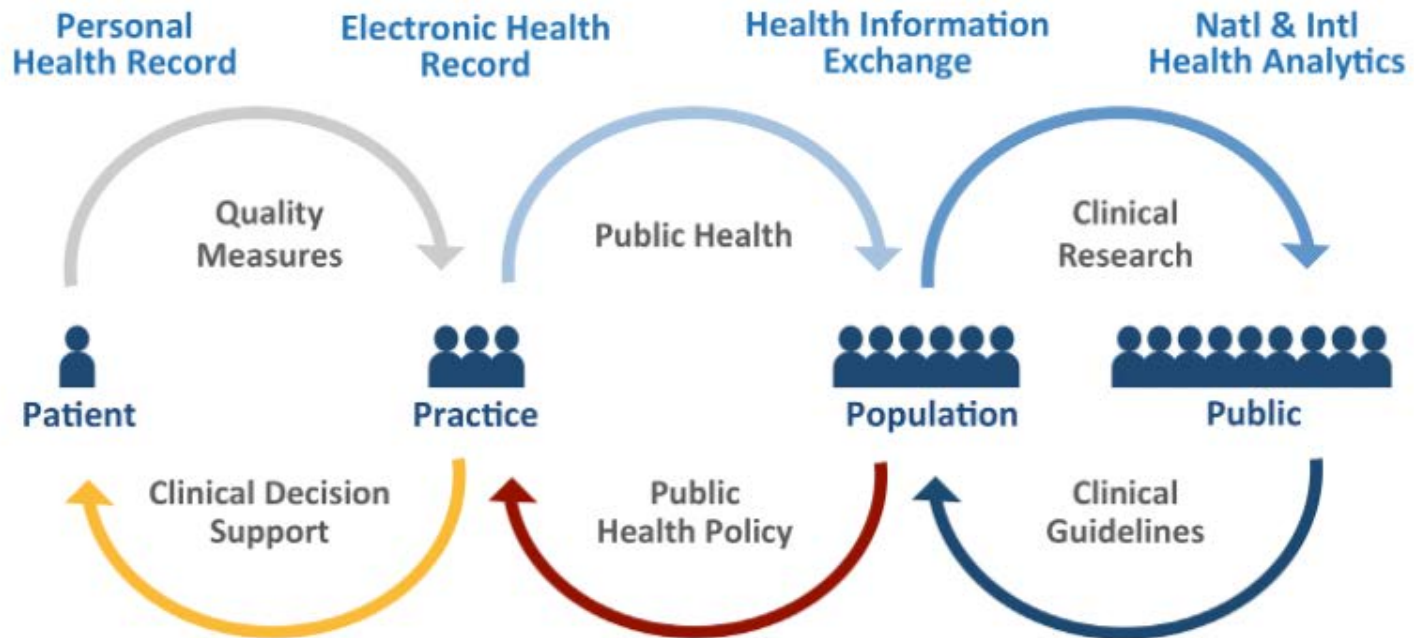 Personal
Health Record
Electronic Health
Record
Health Information
Exchange
Natl & Intl
Health Analytics
Quality
Measures
Public Health
Clinical
Research
Patient
Practice
Population
Public
Clinical Decision
Support
Public
Health Policy
Clinical
Guidelines